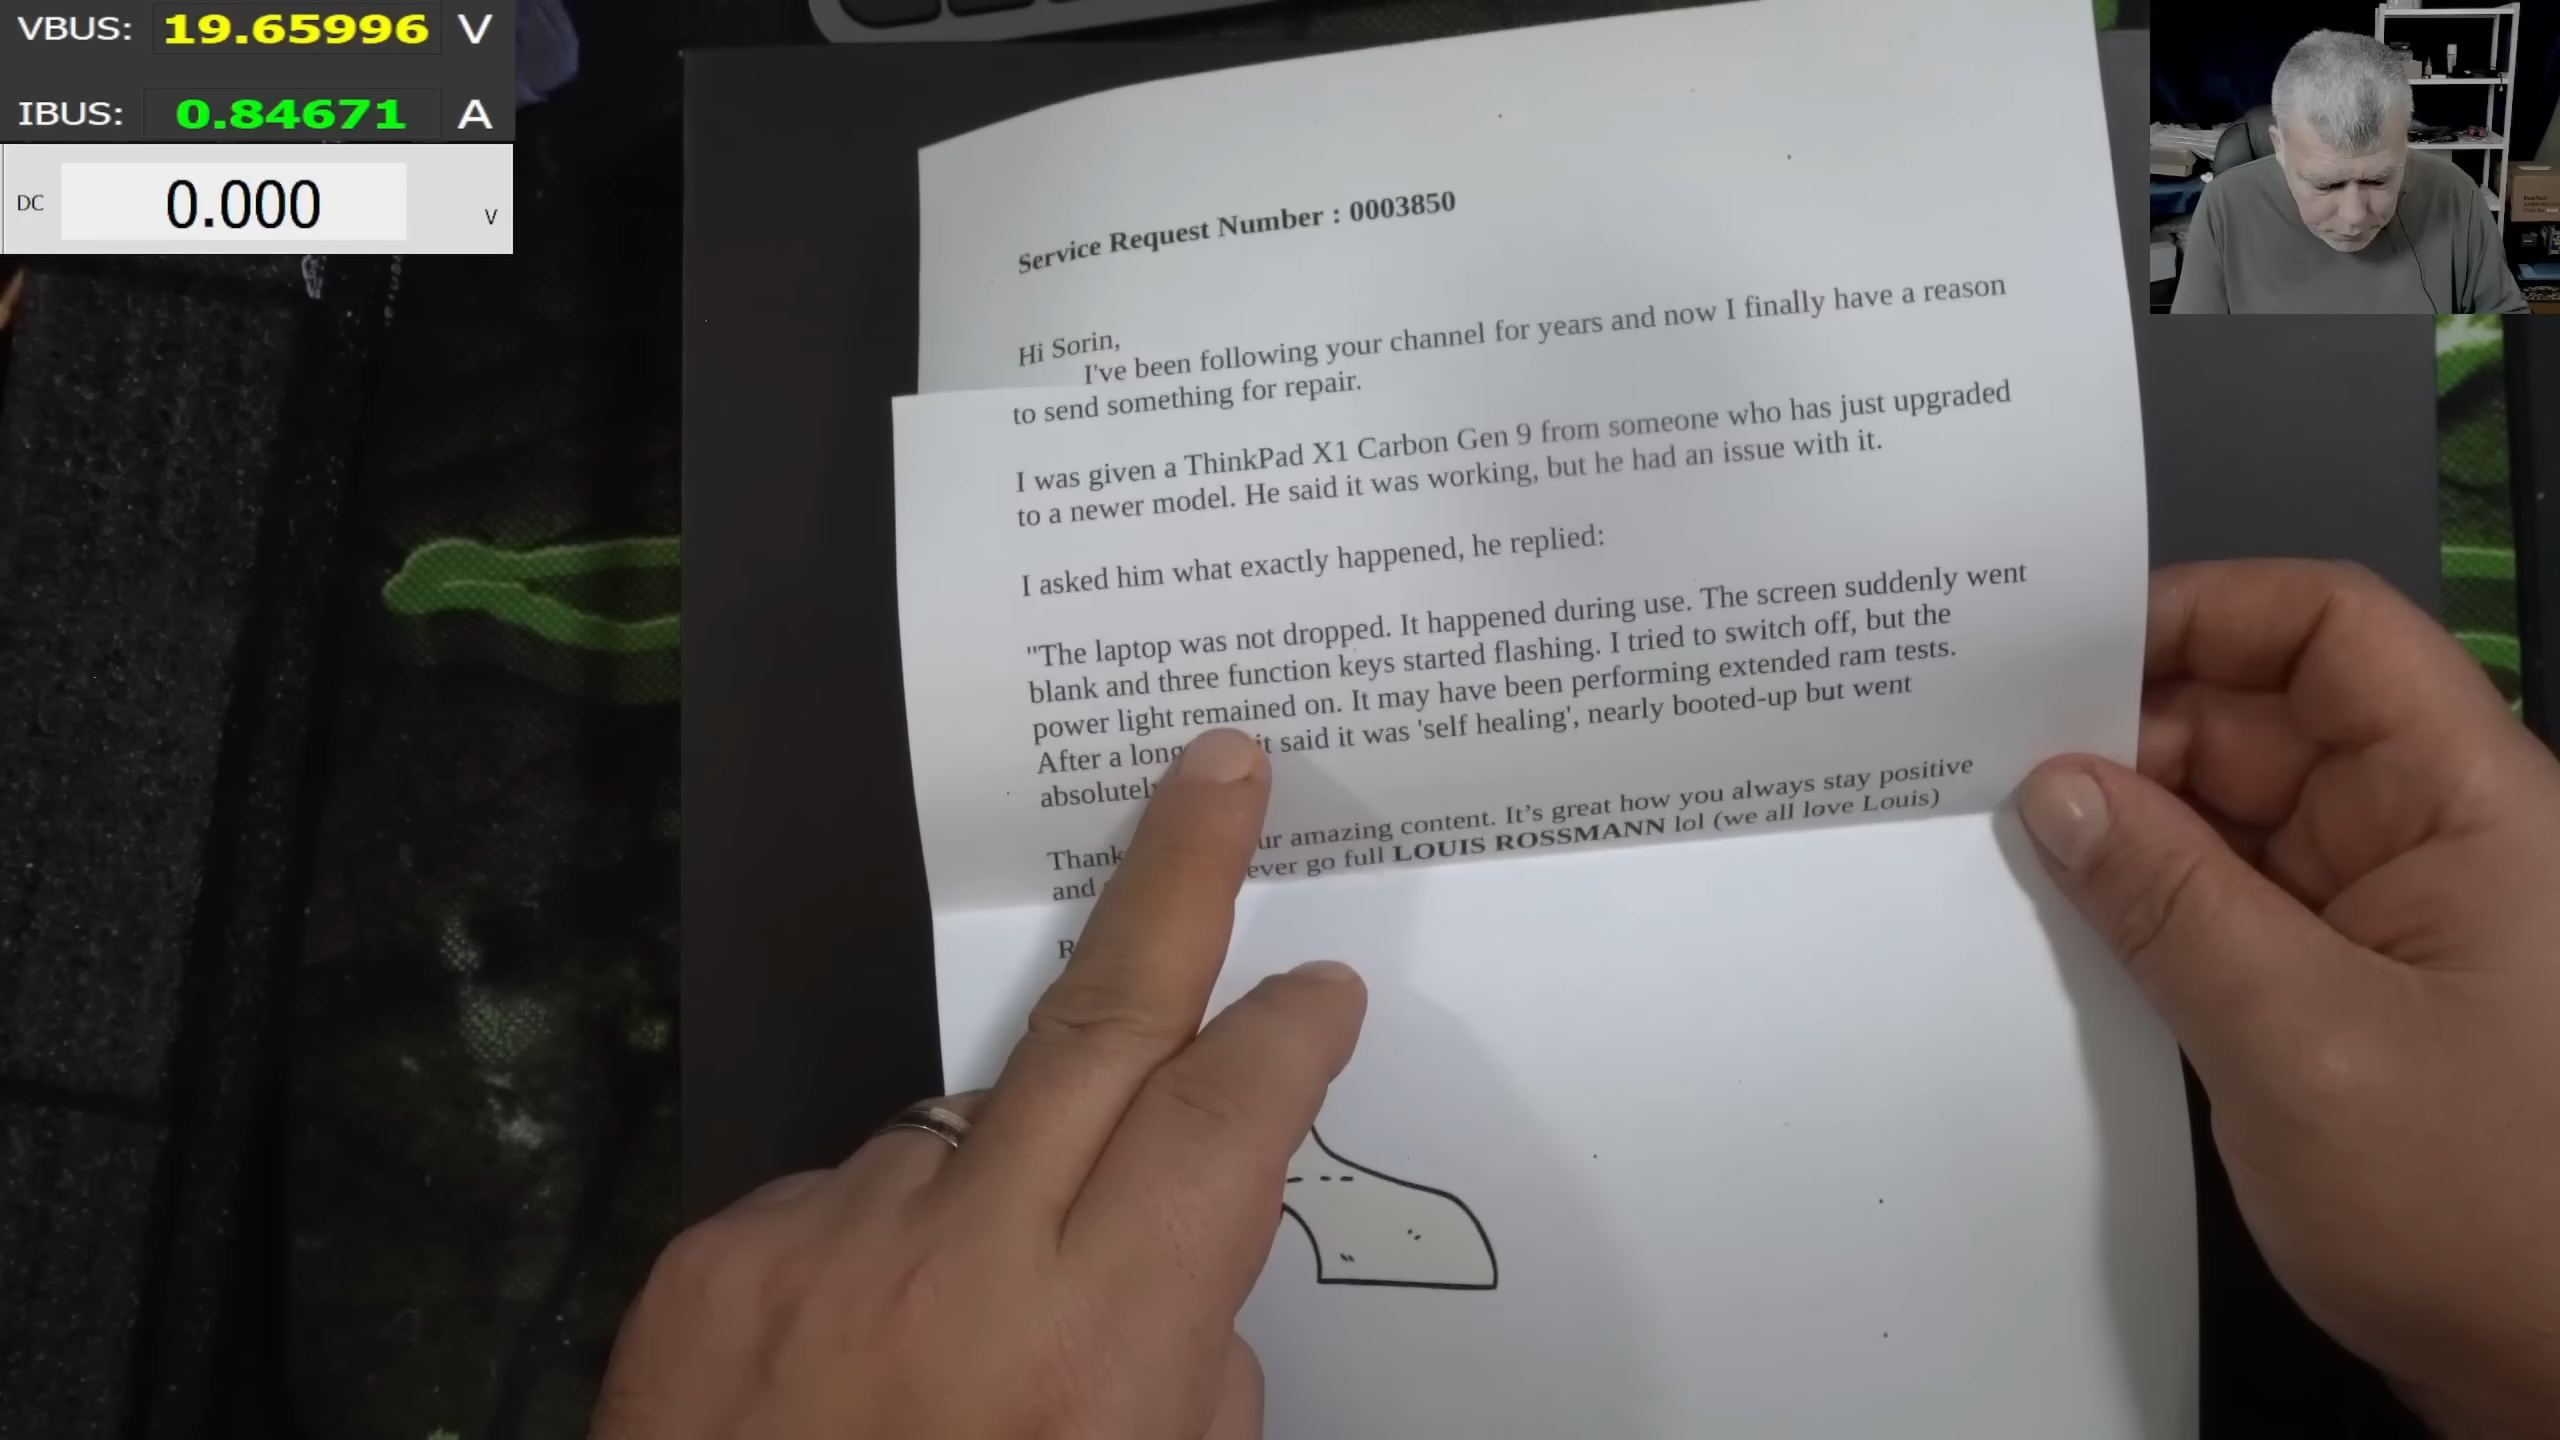 VBUS: 19.65996 V
IBUS: 0.84671 A
DC 0.000 V
Service Request Number : 0003850
Hi Sorin,
I've been following your channel for years and now I finally have a reason
to send something for repair.
I was given a ThinkPad X1 Carbon Gen 9 from someone who has just upgraded
to a newer model. He said it was working, but he had an issue with it.
I asked him what exactly happened, he replied:
"The laptop was not dropped. It happened during use. The screen suddenly went
blank and three function keys started flashing. I tried to switch off, but the
power light remained on. It may have been performing extended ram tests.
After a long it said it was 'self healing', nearly booted-up but went
absolutely
Thank ur amazing content. It's great how you always stay positive
and ever go full LOUIS ROSSMANN lol (we all love Louis)
R